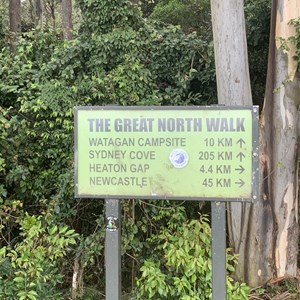 THE GREAT NORTH WALK
WATAGAN CAMPSITE 10 KM ↑
SYDNEY COVE 205 KM ↑
HEATON GAP 4.4 KM →
NEWCASTLE 45 KM →